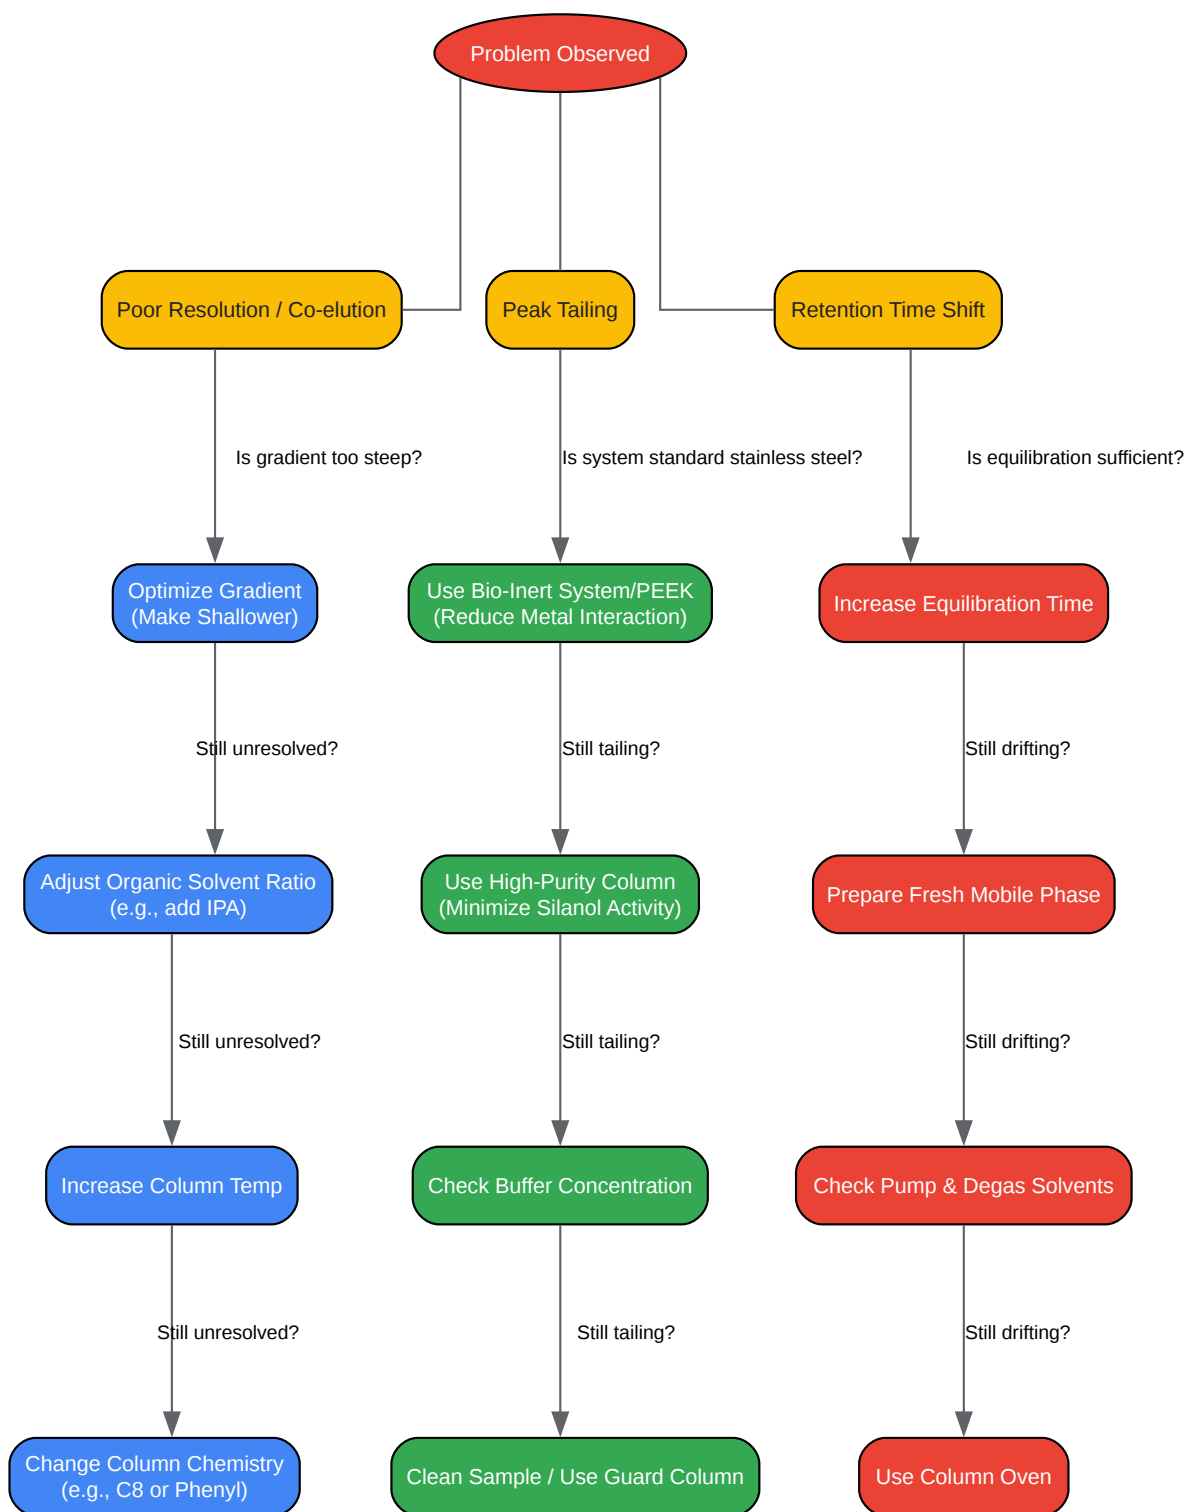 Problem Observed
Poor Resolution / Co-elution
Peak Tailing
Retention Time Shift
Is gradient too steep?
Is system standard stainless steel?
Is equilibration sufficient?
Optimize Gradient
(Make Shallower)
Use Bio-Inert System/PEEK
(Reduce Metal Interaction)
Increase Equilibration Time
Still unresolved?
Still tailing?
Still drifting?
Adjust Organic Solvent Ratio
(e.g., add IPA)
Use High-Purity Column
(Minimize Silanol Activity)
Prepare Fresh Mobile Phase
Still unresolved?
Still tailing?
Still drifting?
Increase Column Temp
Check Buffer Concentration
Check Pump & Degas Solvents
Still unresolved?
Still tailing?
Still drifting?
Change Column Chemistry
(e.g., C8 or Phenyl)
Clean Sample / Use Guard Column
Use Column Oven